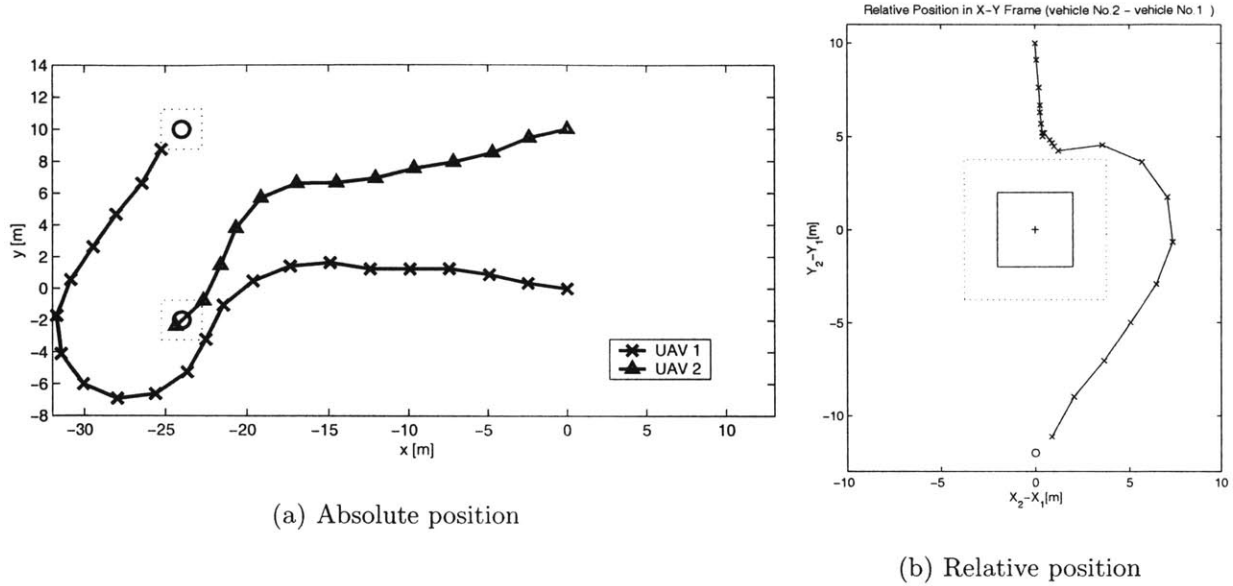 14
12
10
8
6
4
2
0
−2
−4
−6
−8
y [m]
−30 −25 −20 −15 −10 −5 0 5 10
x [m]
UAV 1
UAV 2
(a) Absolute position
Relative Position in X−Y Frame (vehicle No.2 − vehicle No.1 )
10
5
0
−5
−10
Y2−Y1[m]
−10 −5 0 5 10
X2−X1[m]
(b) Relative position